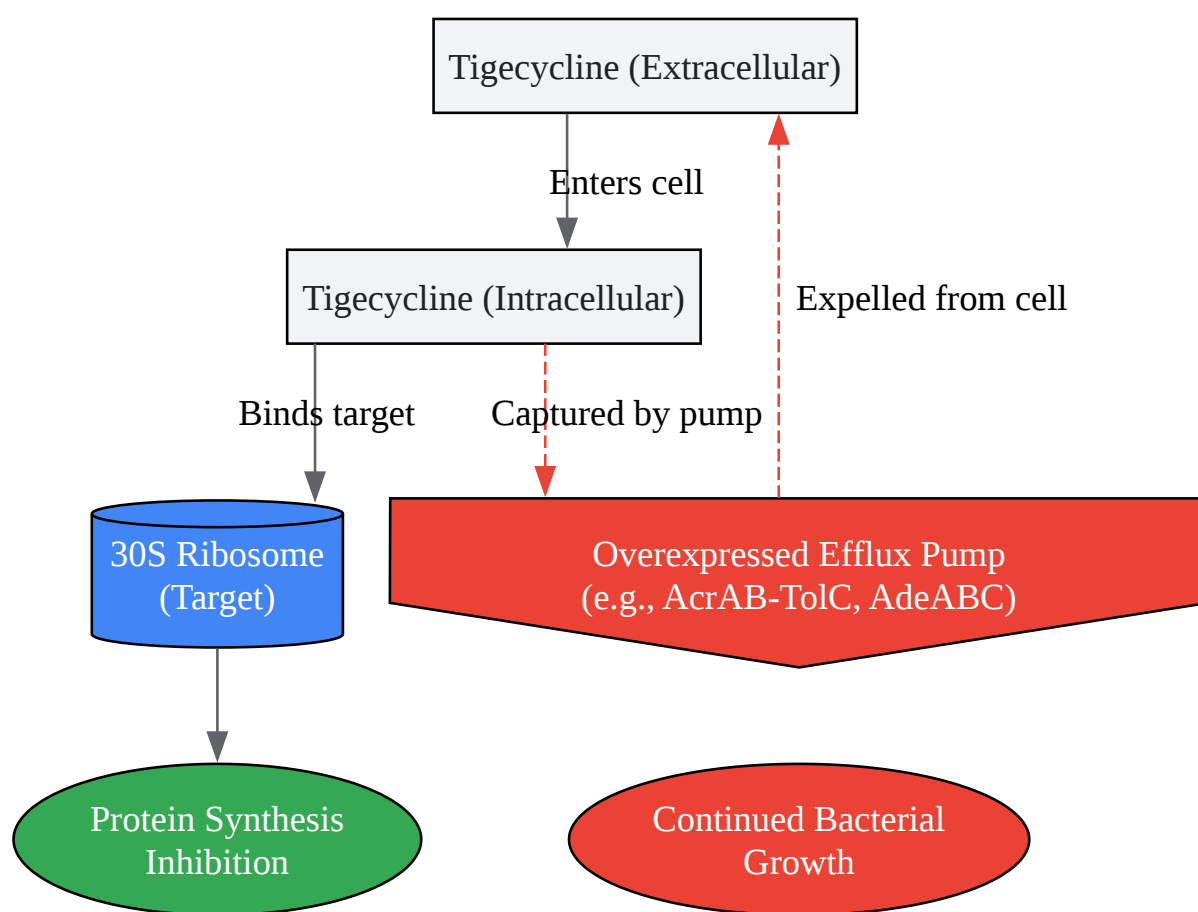 Tigecycline (Extracellular)
Enters cell
Tigecycline (Intracellular)
Expelled from cell
Binds target
Captured by pump
30S Ribosome
(Target)
Overexpressed Efflux Pump
(e.g., AcrAB-TolC, AdeABC)
Protein Synthesis
Inhibition
Continued Bacterial
Growth